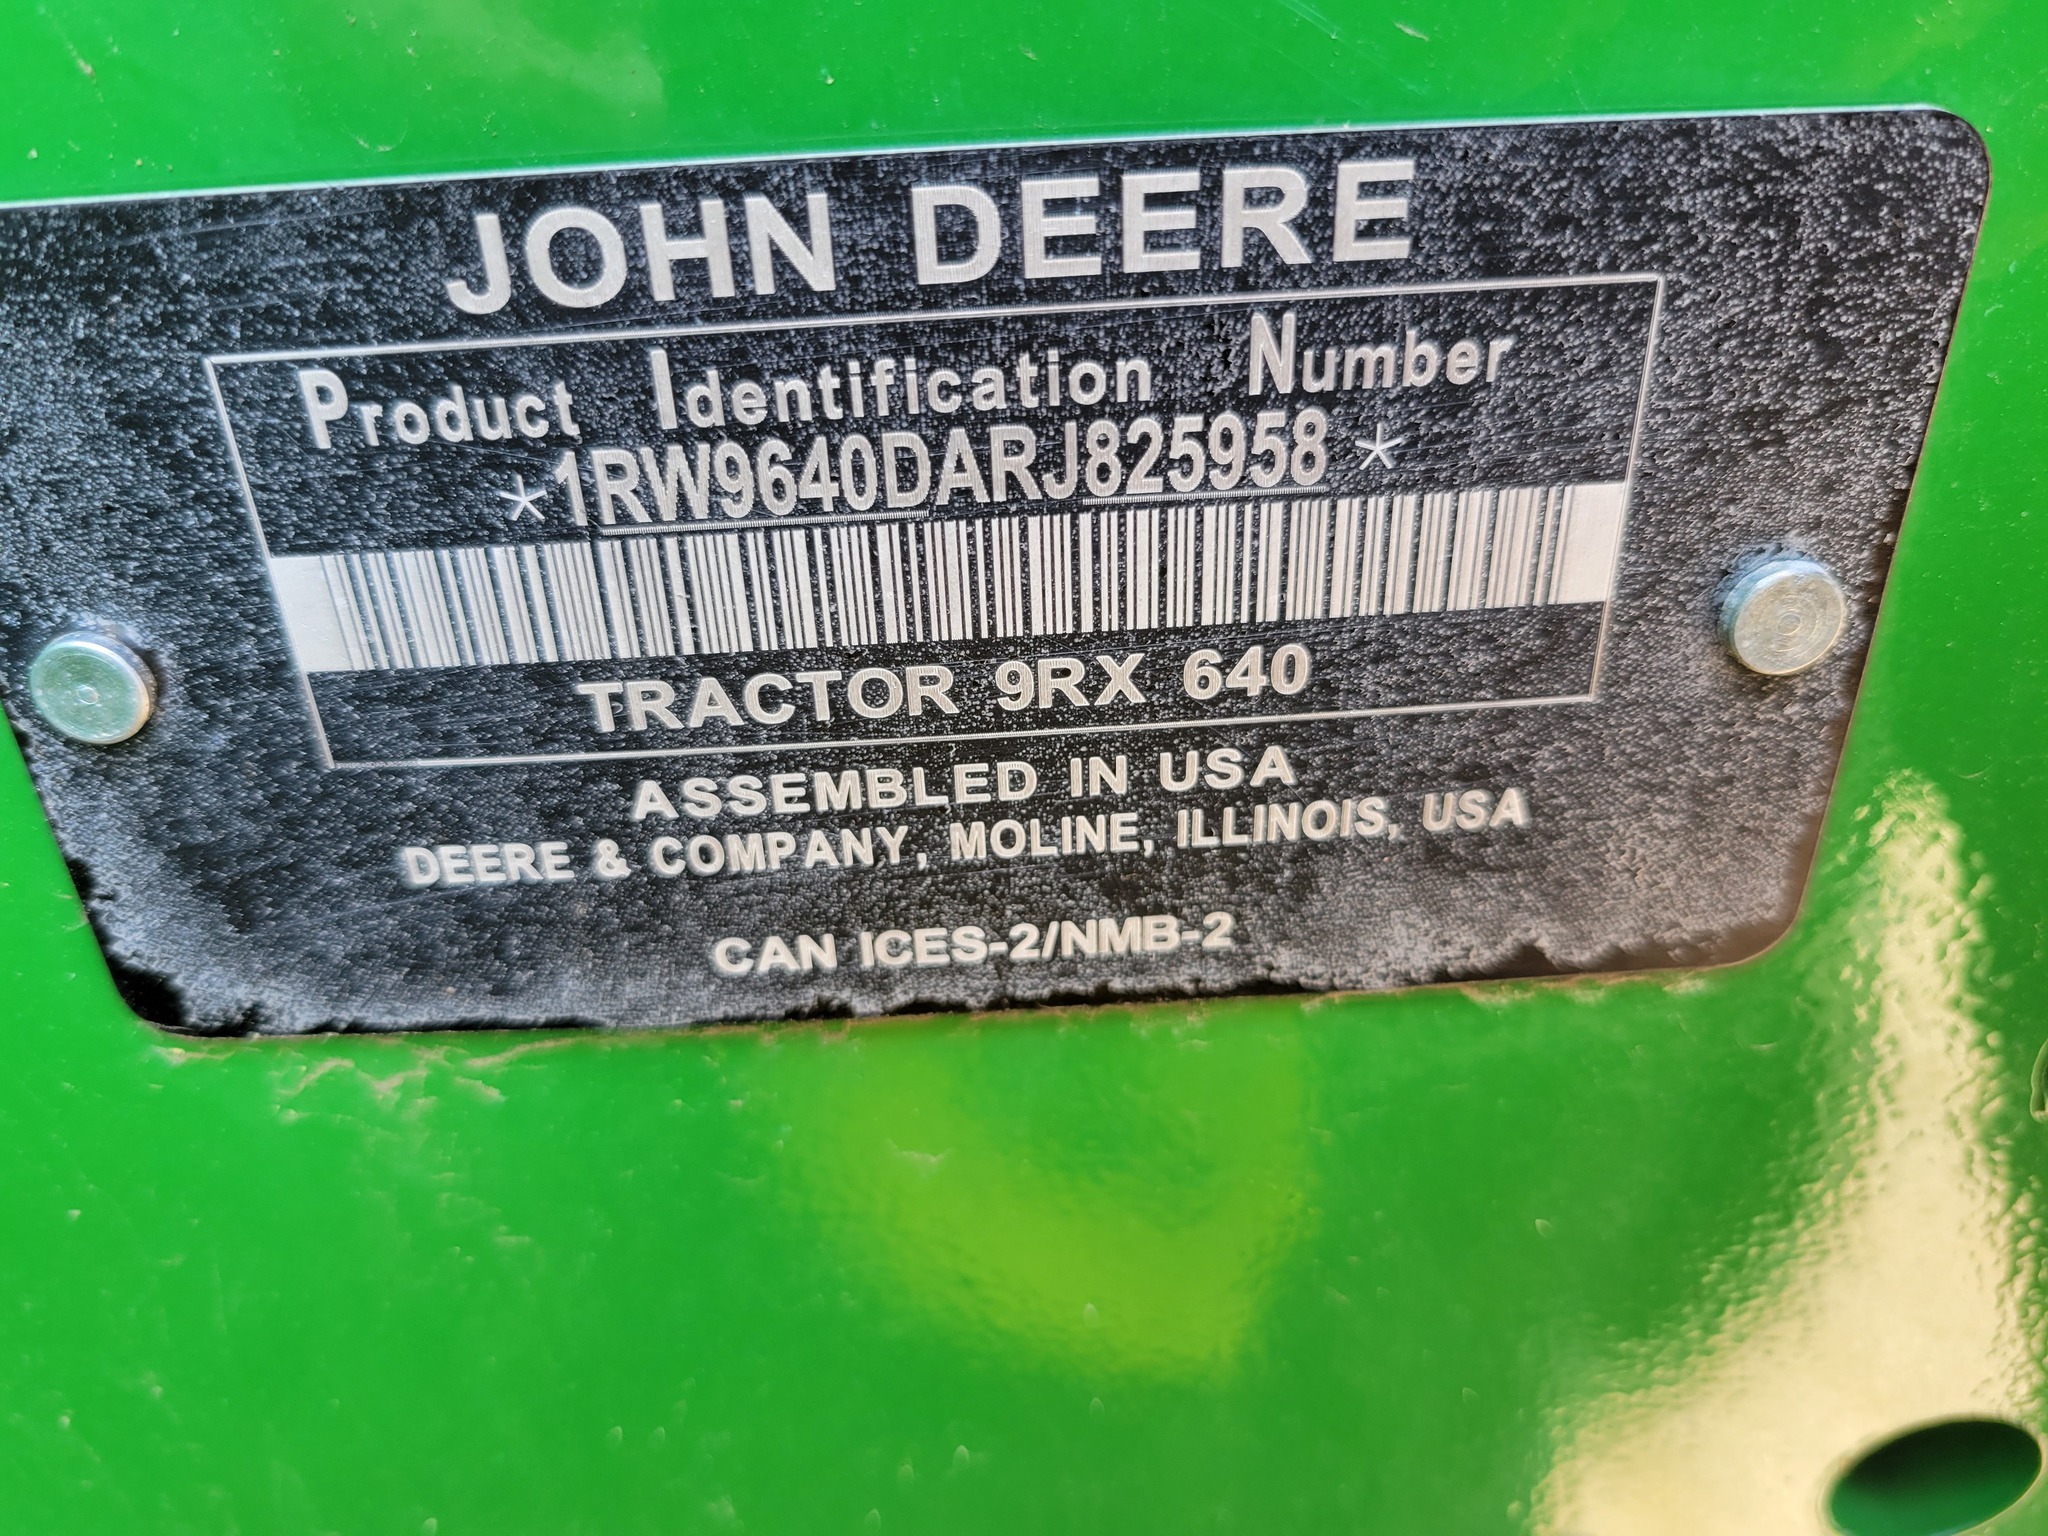 JOHN DEERE
Product Identification Number
*1RW9640DARJ825958*
TRACTOR 9RX 640
ASSEMBLED IN USA
DEERE & COMPANY, MOLINE, ILLINOIS, USA
CAN ICES-2/NMB-2